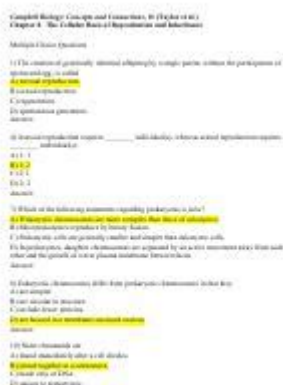 Campbell Biology: Concepts and Connections, 8e (Taylor et al.)
Chapter 8 The Cellular Basis of Reproduction and Inheritance
Multiple-Choice Questions
1) The creation of genetically identical offspring by a single parent, without the participation of
sperm and egg, is called
A) asexual reproduction.
B) sexual reproduction.
C) regeneration.
D) spontaneous generation.
Answer:
4) Asexual reproduction requires ________ individual(s), whereas sexual reproduction requires
________ individual(s).
A) 1; 1
B) 1; 2
C) 2; 1
D) 2; 2
Answer:
7) Which of the following statements regarding prokaryotes is false?
A) Prokaryotic chromosomes are more complex than those of eukaryotes.
B) Most prokaryotes reproduce by binary fission.
C) Prokaryotic cells are generally smaller and simpler than eukaryotic cells.
D) In prokaryotes, daughter chromosomes are separated by an active movement away from each
other and the growth of new plasma membrane between them.
Answer:
Eukaryotic chromosomes differ from prokaryotic chromosomes in that they
A) are simpler.
B) are circular in structure.
C) include fewer proteins.
D) are housed in a membrane-enclosed nucleus.
Answer:
10) Sister chromatids are
A) found immediately after a cell divides.
B) joined together at a centromere.
C) made only of DNA.
D) unique to prokaryotes.